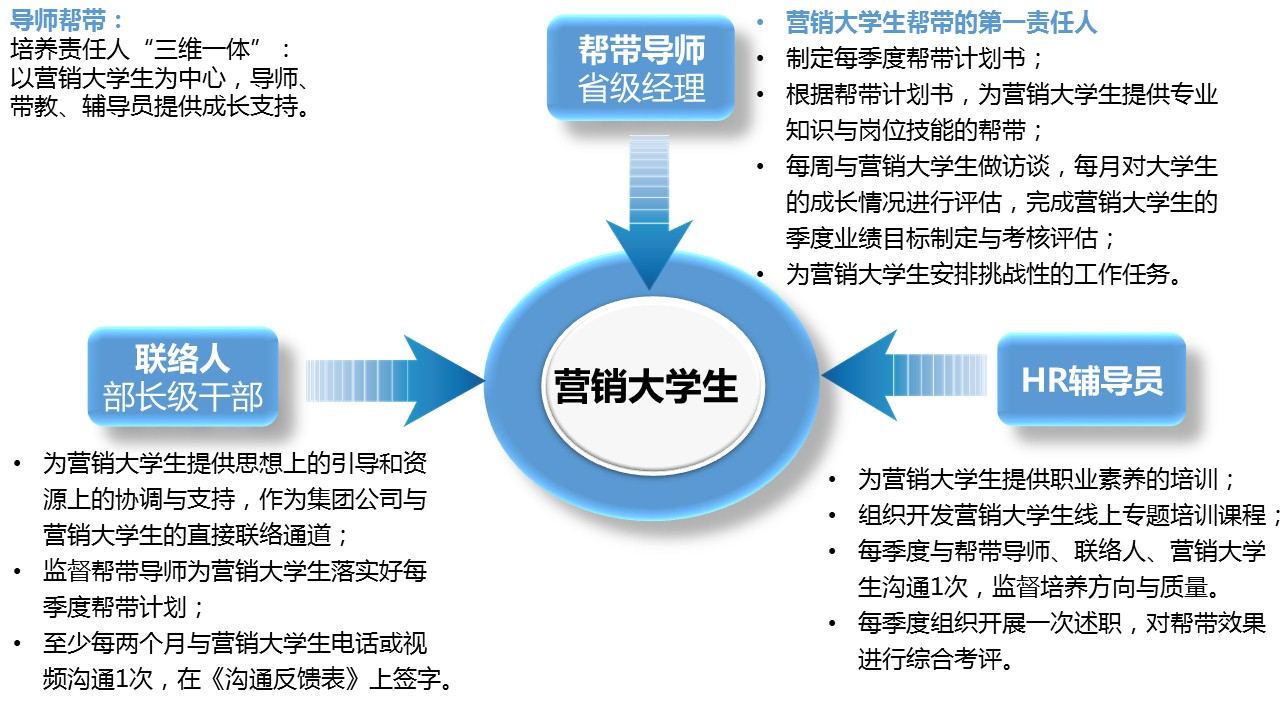 导师帮带：
培养责任人“三维一体”：
以营销大学生为中心，导师、
带教、辅导员提供成长支持。
帮带导师
省级经理
• 营销大学生帮带的第一责任人
• 制定每季度帮带计划书；
• 根据帮带计划书，为营销大学生提供专业
知识与岗位技能的帮带；
• 每周与营销大学生做访谈，每月对大学生
的成长情况进行评估，完成营销大学生的
季度业绩目标制定与考核评估；
• 为营销大学生安排挑战性的工作任务。
联络人
部长级干部
营销大学生
HR辅导员
• 为营销大学生提供思想上的引导和资
源上的协调与支持，作为集团公司与
营销大学生的直接联络通道；
• 监督帮带导师为营销大学生落实好每
季度帮带计划；
• 至少每两个月与营销大学生电话或视
频沟通1次，在《沟通反馈表》上签字。
• 为营销大学生提供职业素养的培训；
• 组织开发营销大学生线上专题培训课程；
• 每季度与帮带导师、联络人、营销大学
生沟通1次，监督培养方向与质量。
• 每季度组织开展一次述职，对帮带效果
进行综合考评。